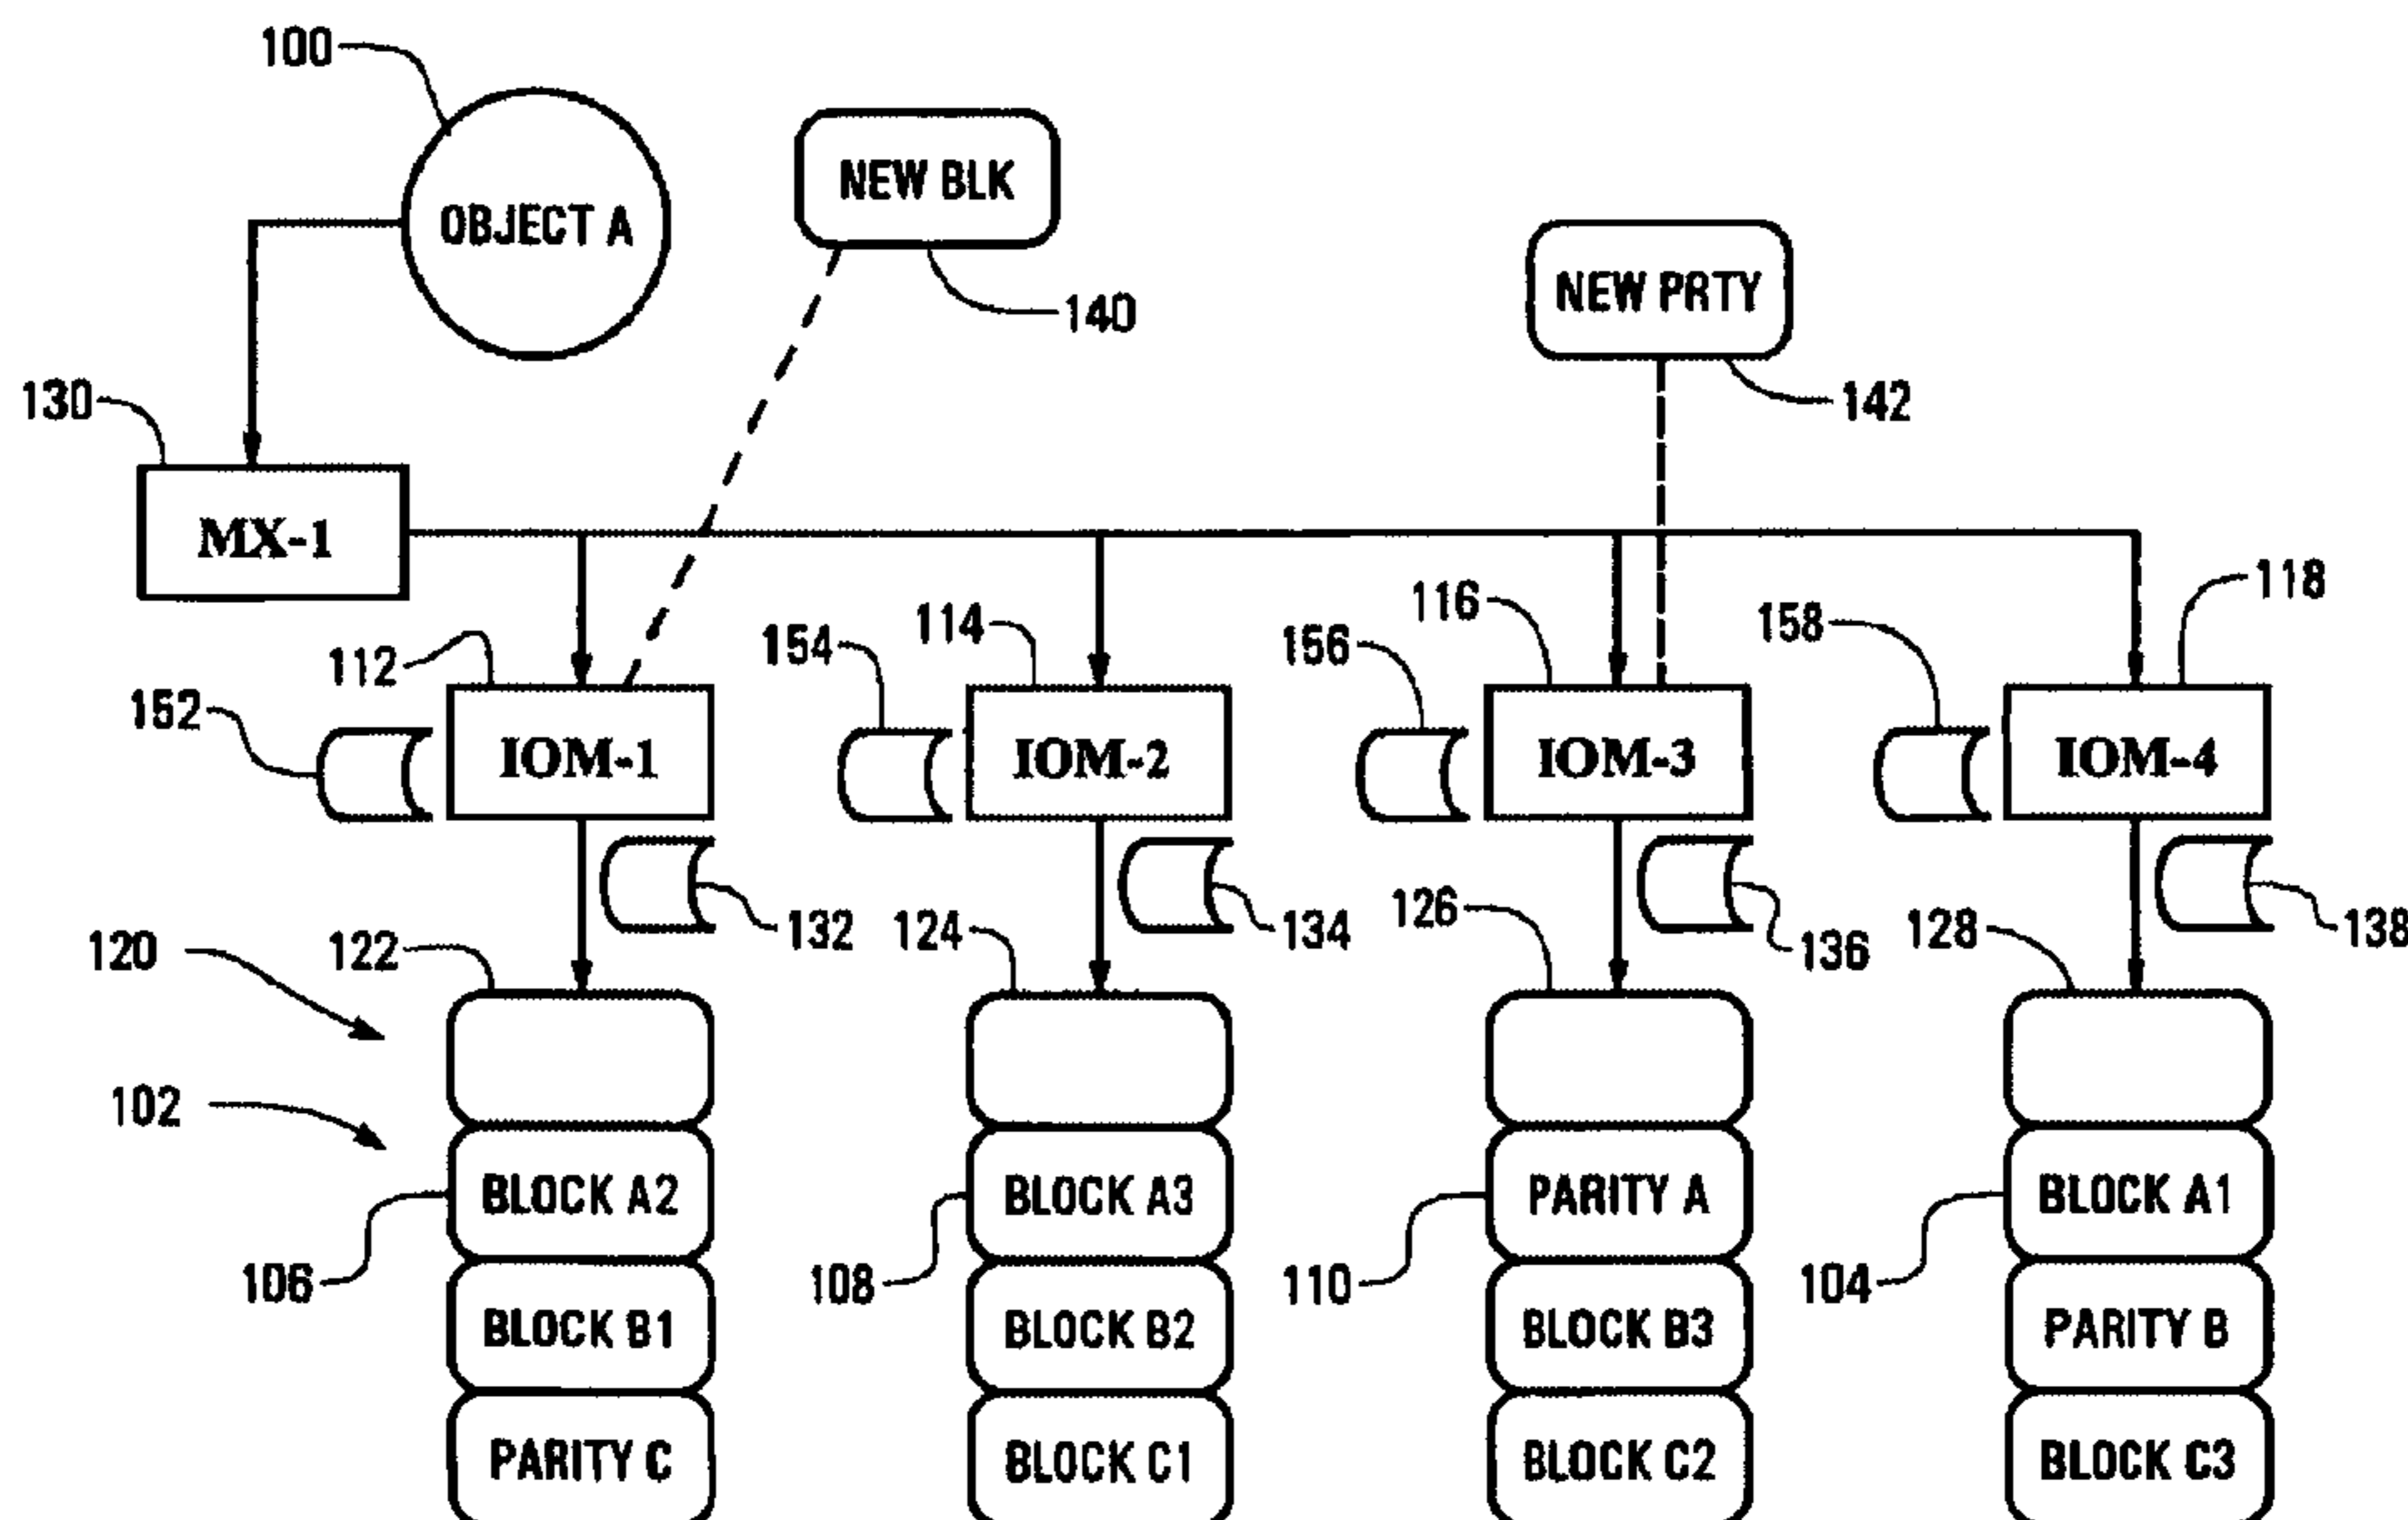 100
OBJECT A
NEW BLK
140
NEW PRTY
142
130
MX-1
112
152
IOM-1
154
114
IOM-2
156
116
IOM-3
158
118
IOM-4
132
134
136
138
120
122
124
126
128
102
BLOCK A2
BLOCK A3
PARITY A
BLOCK A1
106
108
110
104
BLOCK B1
BLOCK B2
BLOCK B3
PARITY B
PARITY C
BLOCK C1
BLOCK C2
BLOCK C3